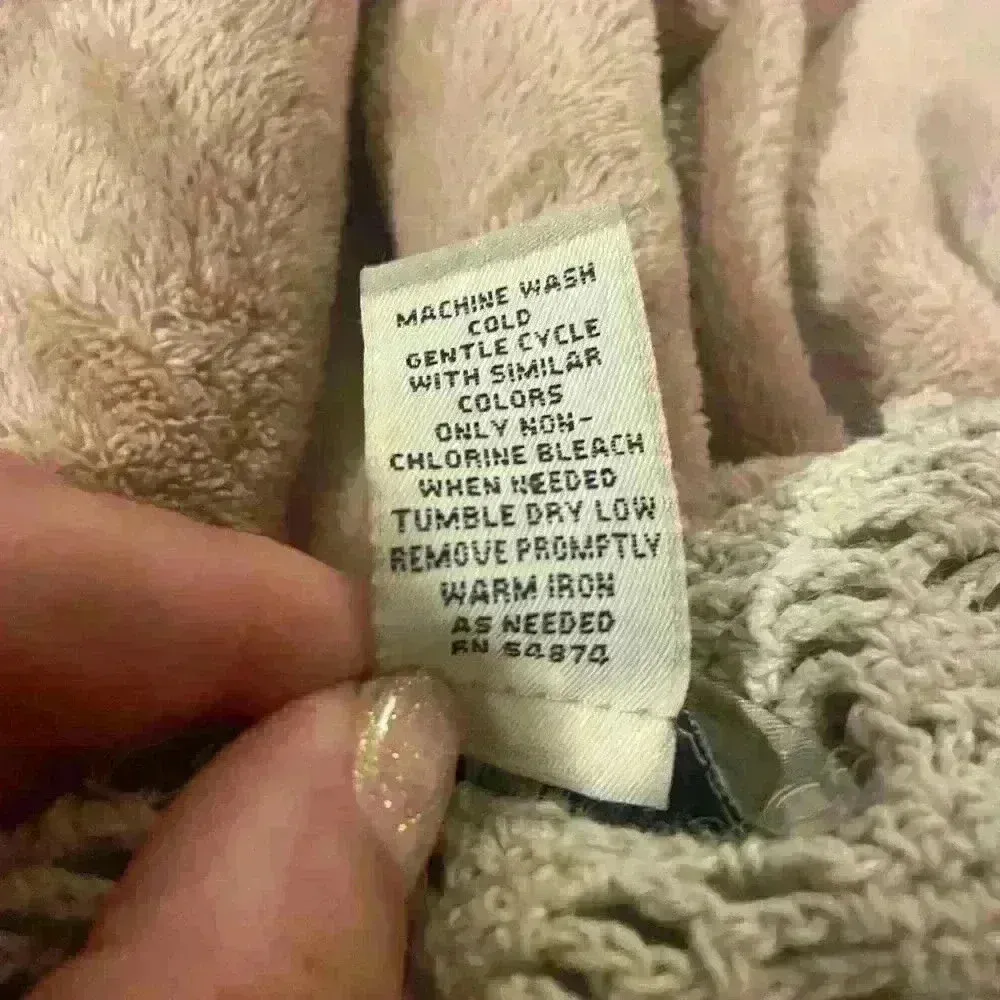 MACHINE WASH
COLD
GENTLE CYCLE
WITH SIMILAR
COLORS
ONLY NON-
CHLORINE BLEACH
WHEN NEEDED
TUMBLE DRY LOW
REMOVE PROMPTLY
WARM IRON
AS NEEDED
RN 54874